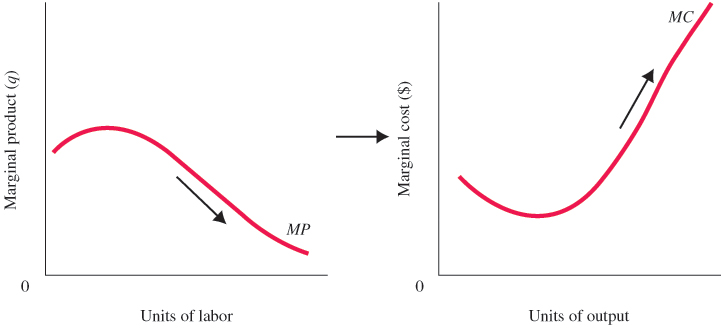 Marginal product (q)
MP
0
Units of labor
Marginal cost ($)
MC
0
Units of output